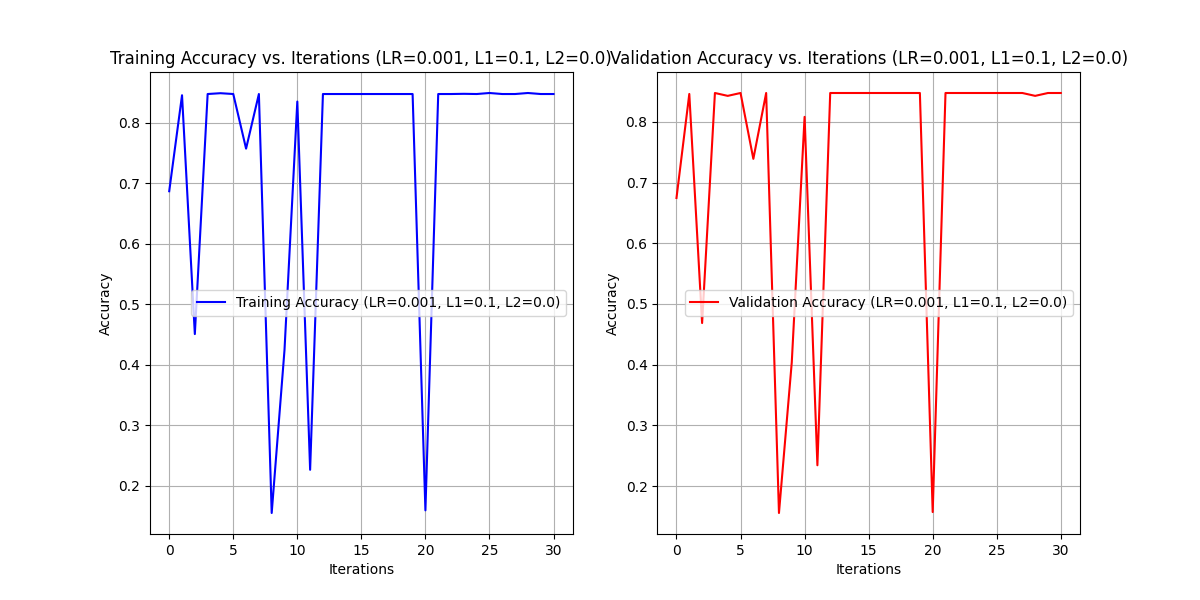 Training Accuracy vs. Iterations (LR=0.001, L1=0.1, L2=0.0)
Accuracy
0.8
0.7
0.6
0.5
0.4
0.3
0.2
Training Accuracy (LR=0.001, L1=0.1, L2=0.0)
0 5 10 15 20 25 30
Iterations
Validation Accuracy vs. Iterations (LR=0.001, L1=0.1, L2=0.0)
Accuracy
0.8
0.7
0.6
0.5
0.4
0.3
0.2
Validation Accuracy (LR=0.001, L1=0.1, L2=0.0)
0 5 10 15 20 25 30
Iterations